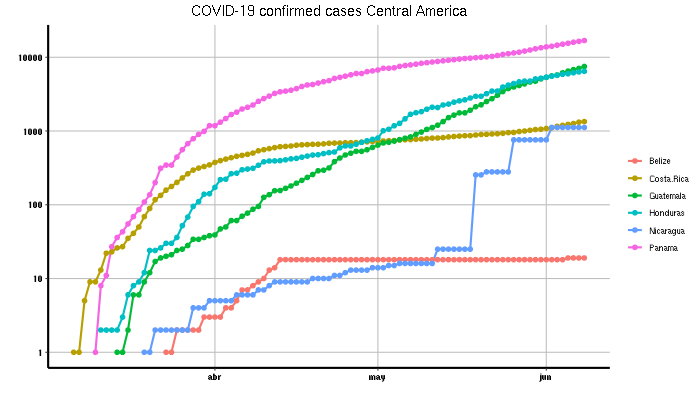 COVID-19 confirmed cases Central America
10000
1000
100
10
1
abr
may
jun
Belize
Costa.Rica
Guatemala
Honduras
Nicaragua
Panama